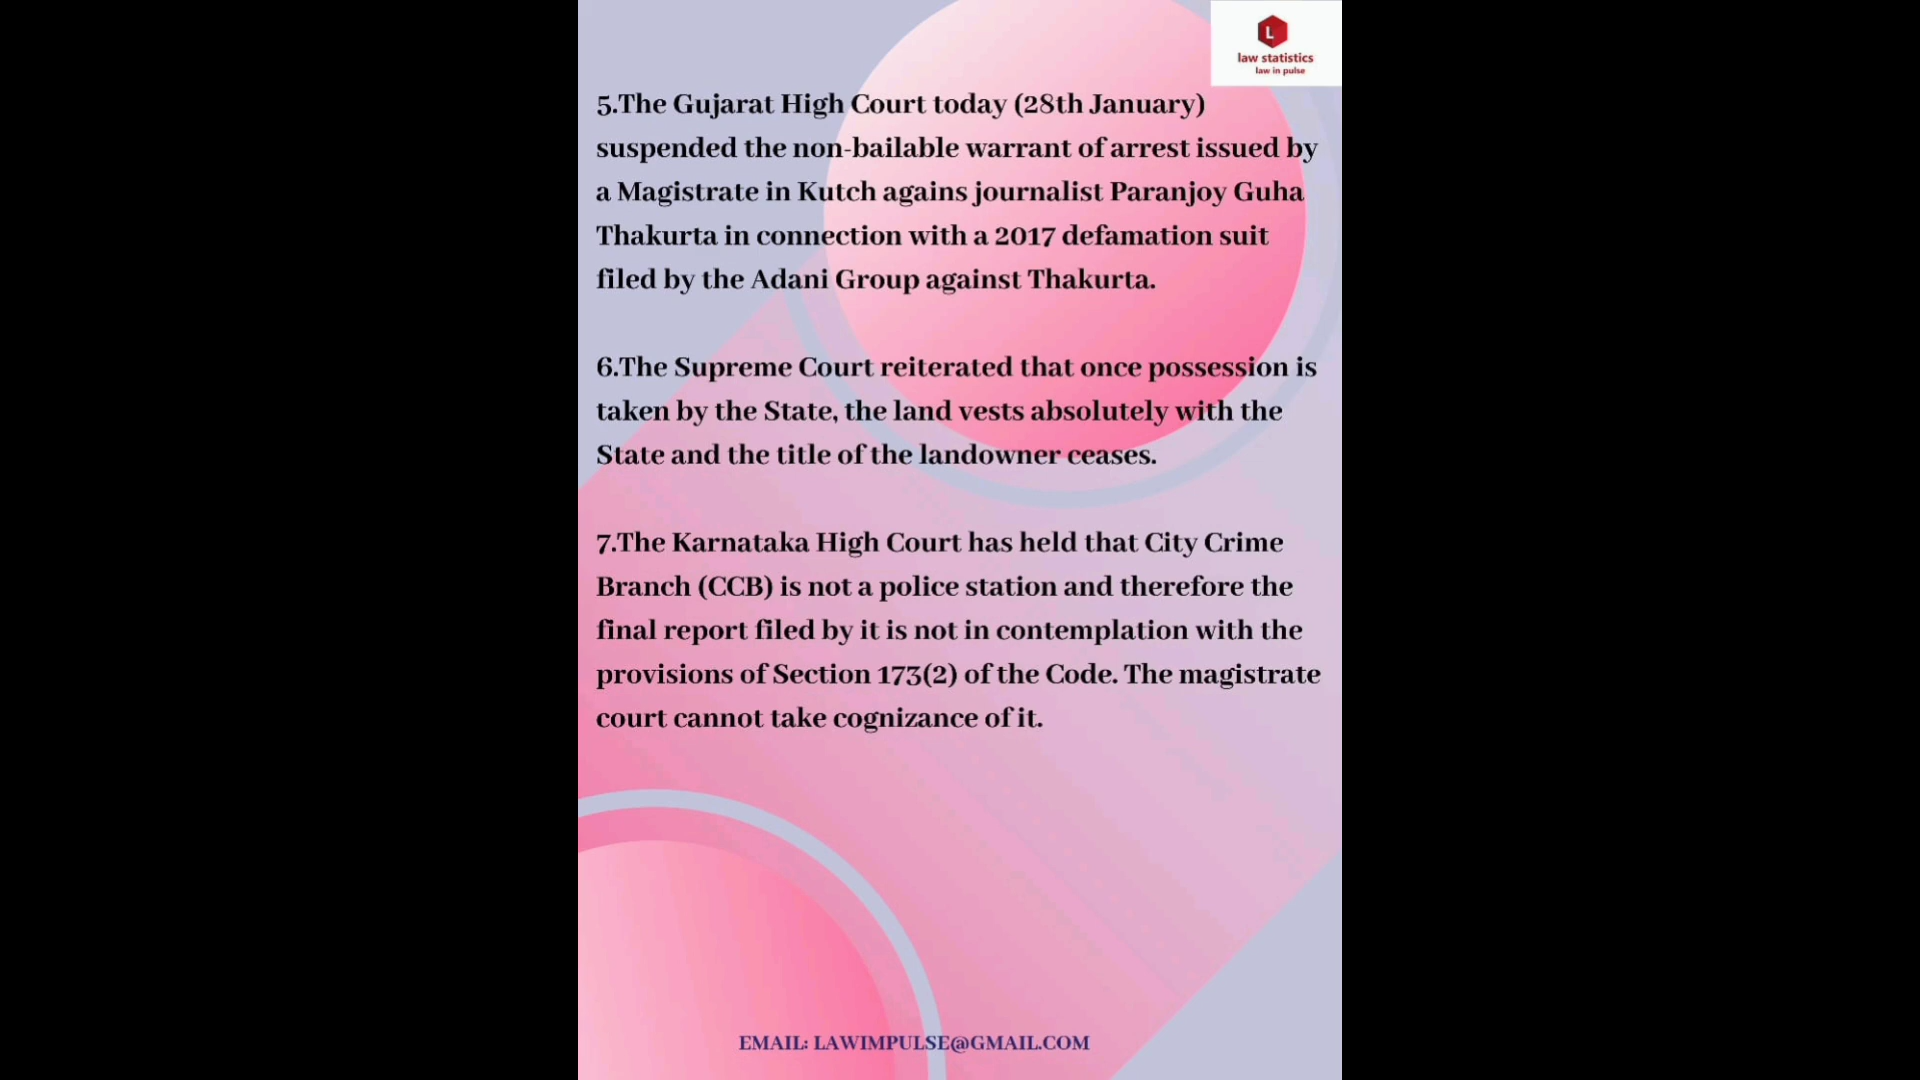 L
law statistics
law in pulse
5.The Gujarat High Court today (28th January)
suspended the non-bailable warrant of arrest issued by
a Magistrate in Kutch agains journalist Paranjoy Guha
Thakurta in connection with a 2017 defamation suit
filed by the Adani Group against Thakurta.
6.The Supreme Court reiterated that once possession is
taken by the State, the land vests absolutely with the
State and the title of the landowner ceases.
7.The Karnataka High Court has held that City Crime
Branch (CCB) is not a police station and therefore the
final report filed by it is not in contemplation with the
provisions of Section 173(2) of the Code. The magistrate
court cannot take cognizance of it.
EMAIL: LAWIMPULSE@GMAIL.COM